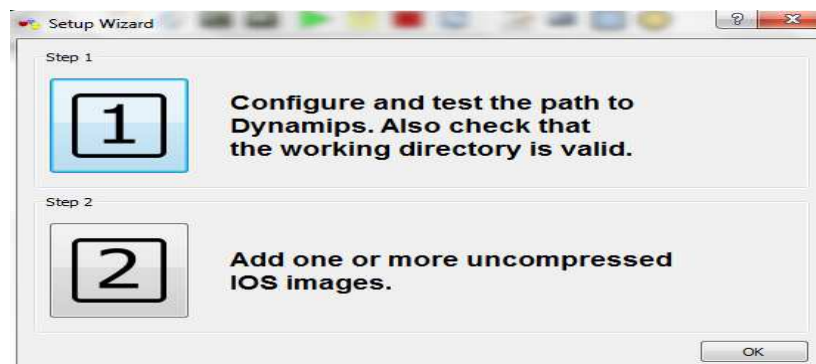 Setup Wizard
?
Step 1
1
Configure and test the path to
Dynamips. Also check that
the working directory is valid.
Step 2
2
Add one or more uncompressed
IOS images.
OK